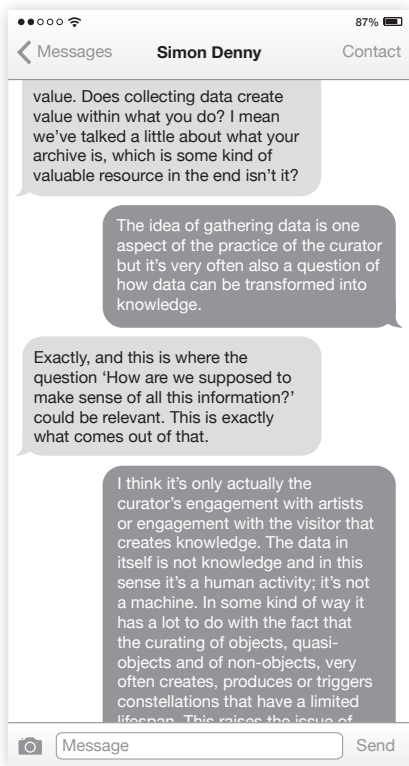 87%
Messages Simon Denny Contact
value. Does collecting data create
value within what you do? I mean
we've talked a little about what your
archive is, which is some kind of
valuable resource in the end isn't it?
The idea of gathering data is one
aspect of the practice of the curator
but it's very often also a question of
how data can be transformed into
knowledge.
Exactly, and this is where the
question ‘How are we supposed to
make sense of all this information?’
could be relevant. This is exactly
what comes out of that.
I think it's only actually the
curator's engagement with artists
or engagement with the visitor that
creates knowledge. The data in
itself is not knowledge and in this
sense it's a human activity; it's not
a machine. In some kind of way it
has a lot to do with the fact that
the curating of objects, quasi-
objects and of non-objects, very
often creates, produces or triggers
constellations that have a limited
lifespan. This raises the issue of
Message Send